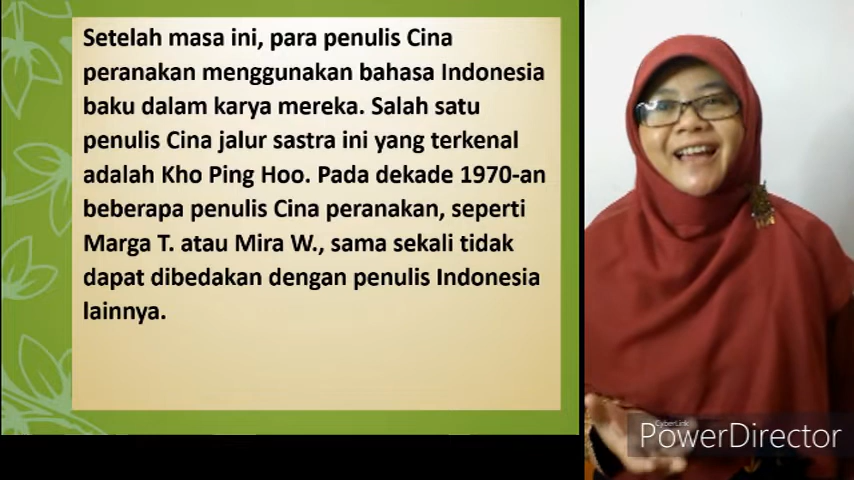 Setelah masa ini, para penulis Cina
peranakan menggunakan bahasa Indonesia
baku dalam karya mereka. Salah satu
penulis Cina jalur sastra ini yang terkenal
adalah Kho Ping Hoo. Pada dekade 1970-an
beberapa penulis Cina peranakan, seperti
Marga T. atau Mira W., sama sekali tidak
dapat dibedakan dengan penulis Indonesia
lainnya.
CyberLink
PowerDirector